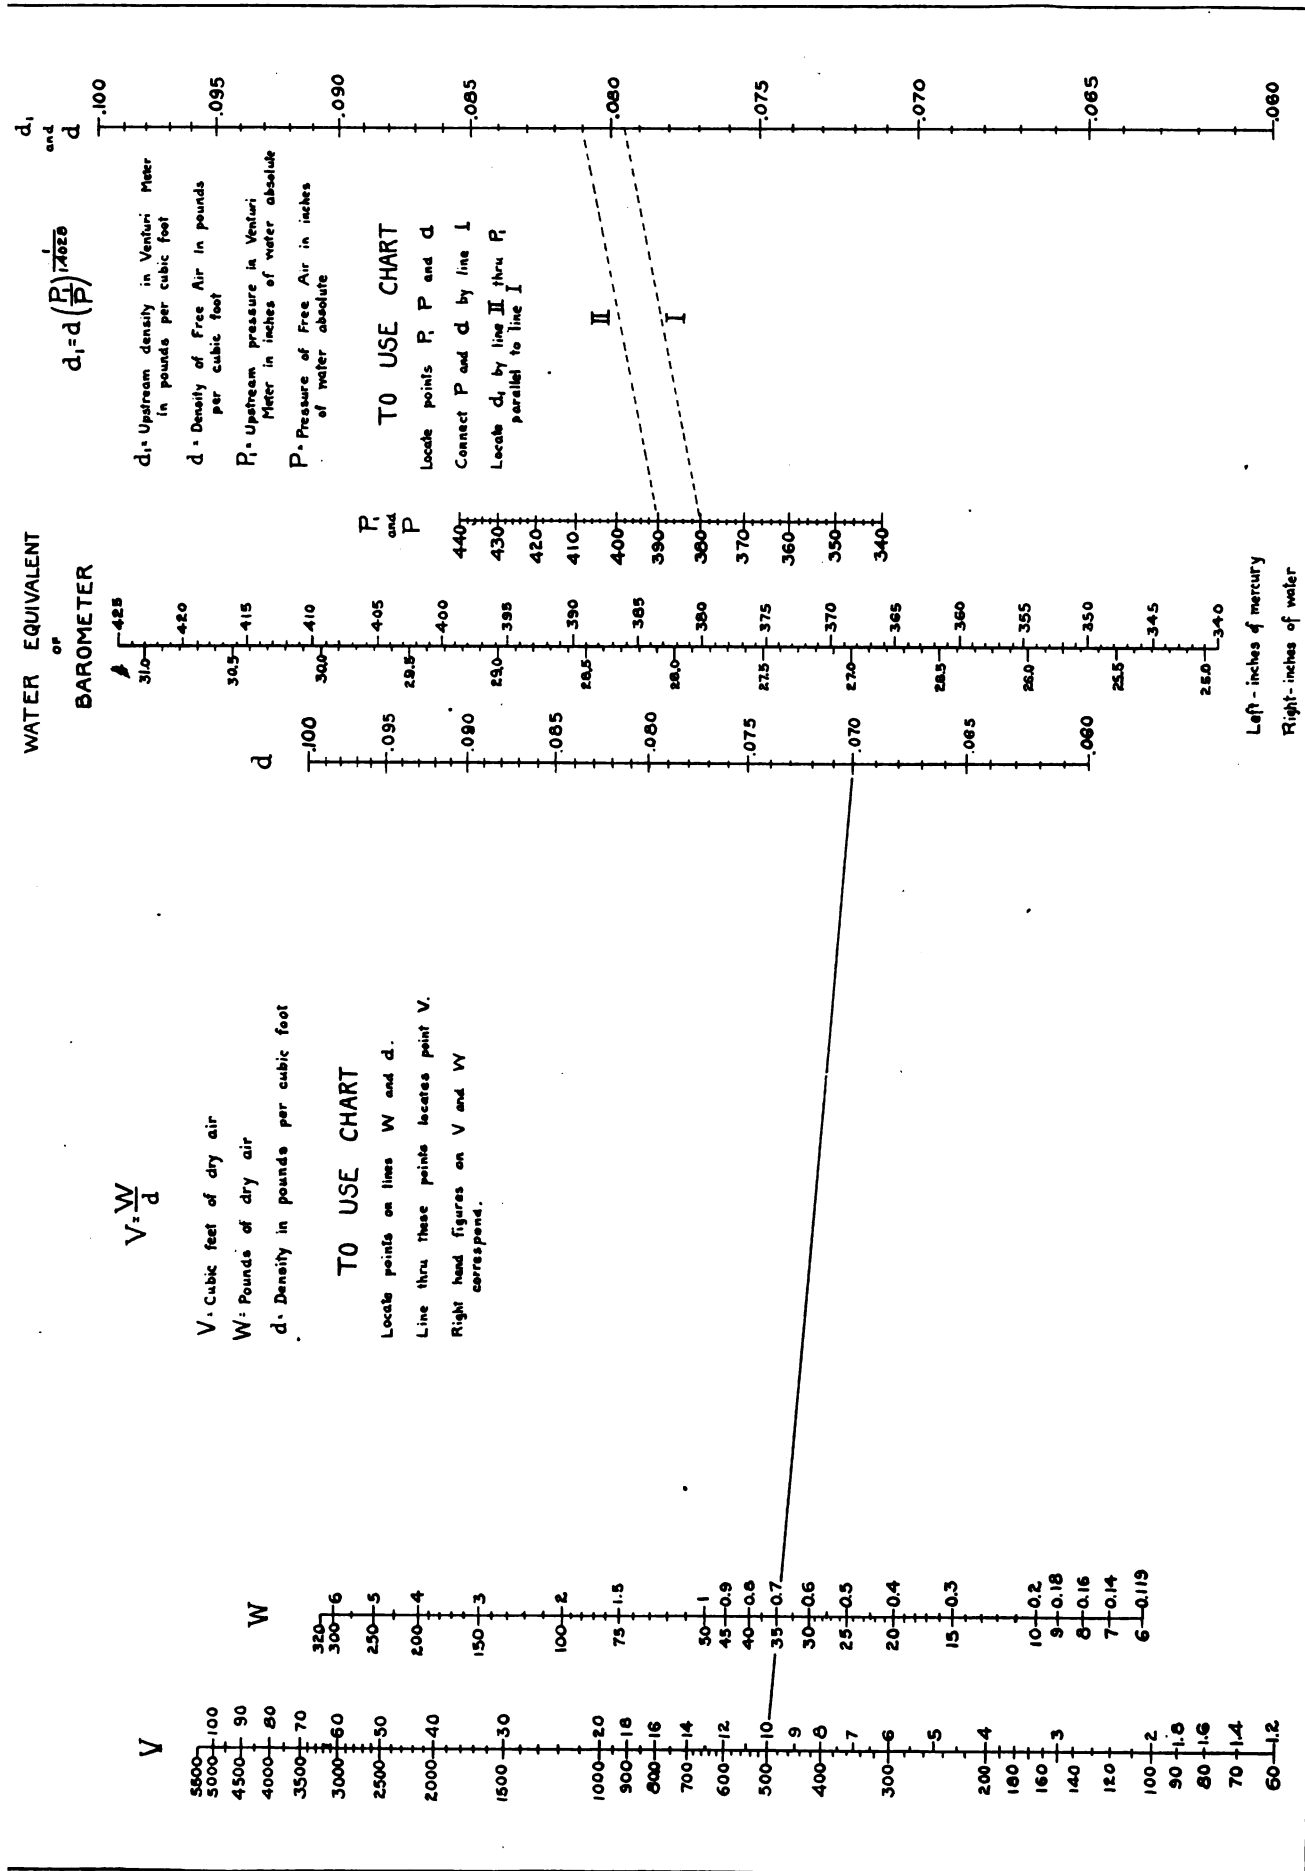 V = W/d
V = Cubic feet of dry air
W = Pounds of dry air
d = Density in pounds per cubic foot
TO USE CHART
Locate points on lines W and d.
Line thru these points locates point V.
Right hand figures on V and W
correspond.
V
5800
5000 100
4500 90
4000 80
3500 70
3000 60
2500 50
2000 40
1500 30
1000 20
900 18
800 16
700 14
600 12
500 10
9
400 8
7
300 6
5
200 4
180
160 3
140
120
100 2
90 1.8
80 1.6
70 1.4
60 1.2
W
320
300 6
250 5
200 4
150 3
100 2
75 1.5
50 1
45 0.9
40 0.8
35 0.7
30 0.6
25 0.5
20 0.4
15 0.3
10 0.2
9 0.18
8 0.16
7 0.14
6 0.119
d
.100
.095
.090
.085
.080
.075
.070
.065
.060
WATER EQUIVALENT
OF
BAROMETER
31.0
30.5
30.0
29.5
29.0
28.5
28.0
27.5
27.0
26.0
25.5
25.0
425
420
415
410
405
400
395
390
385
380
375
370
365
360
355
350
345
340
Left - inches of mercury
Right - inches of water
d₁ = d (P₁/P)^(1/1.4028)
d₁ = Upstream density in Venturi Meter
in pounds per cubic foot
d = Density of Free Air in pounds
per cubic foot
P₁ = Upstream pressure in Venturi
Meter in inches of water absolute
P = Pressure of Free Air in inches
of water absolute
TO USE CHART
Locate points P₁ P and d
Connect P and d by line I
Locate d₁ by line II thru P₁
parallel to line I
P₁
and
P
440
430
420
410
400
390
380
370
360
350
340
II
I
d₁
and
d
.100
.095
.090
.085
.080
.075
.070
.065
.060